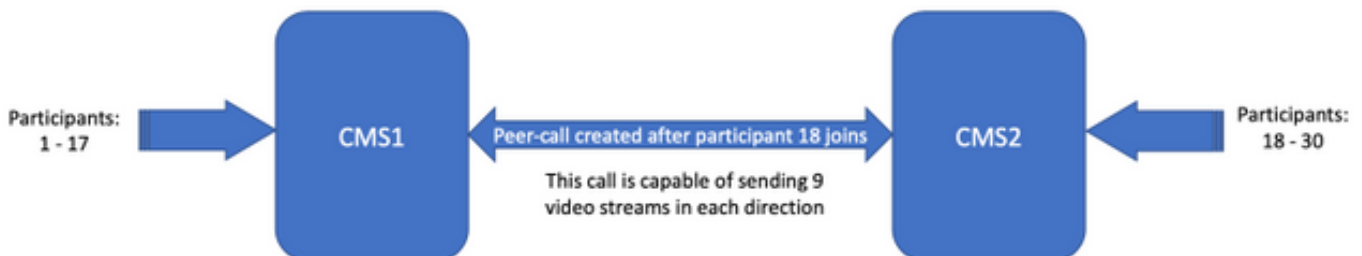 Participants:
1 - 17
CMS1
Peer-call created after participant 18 joins
This call is capable of sending 9
video streams in each direction
CMS2
Participants:
18 - 30